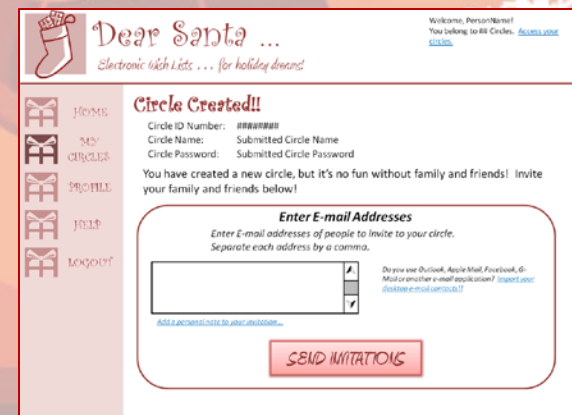 Dear Santa ...
Electronic Wish Lists . . . for holiday dreams!
Welcome, PersonName!
You belong to ## Circles. Access your
circles.
HOME
MY
CIRCLES
PROFILE
HELP
LOGOUT
Circle Created!!
Circle ID Number: ########
Circle Name: Submitted Circle Name
Circle Password: Submitted Circle Password
You have created a new circle, but it's no fun without family and friends! Invite
your family and friends below!
Enter E-mail Addresses
Enter E-mail addresses of people to invite to your circle.
Separate each address by a comma.
Do you use Outlook, Apple Mail, Facebook, G-
Mail or another e-mail application? Import your
desktop e-mail contacts!!
Add a personal note to your invitation...
SEND INVITATIONS